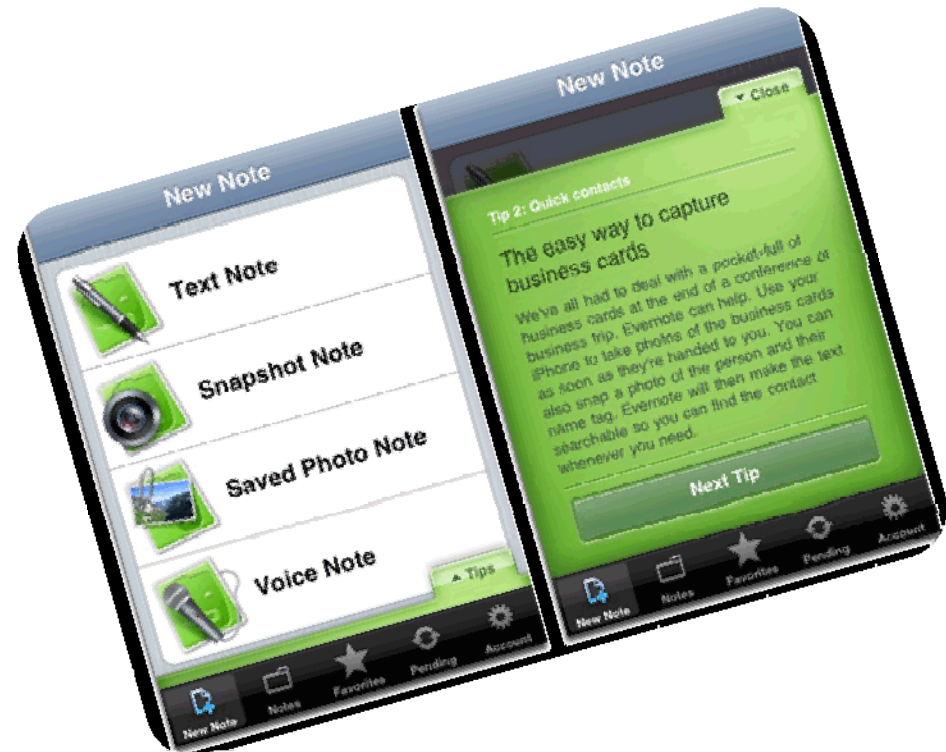 New Note
Text Note
Snapshot Note
Saved Photo Note
Voice Note
▲ Tips
New Note
Notes
Favorites
Pending
Account
New Note
▼ Close
Tip 2: Quick contacts
The easy way to capture
business cards
We've all had to deal with a pocket-full of
business cards at the end of a conference or
business trip. Evernote can help. Use your
iPhone to take photos of the business cards
as soon as they're handed to you. You can
also snap a photo of the person and their
name tag. Evernote will then make the text
searchable so you can find the contact
whenever you need.
Next Tip
New Note
Notes
Favorites
Pending
Account